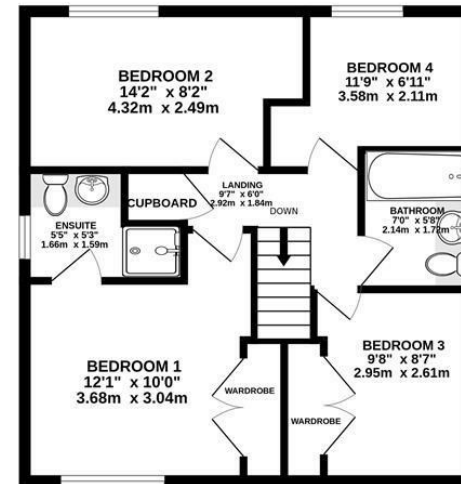 BEDROOM 2
14'2" x 8'2"
4.32m x 2.49m
BEDROOM 4
11'9" x 6'11"
3.58m x 2.11m
CUPBOARD
LANDING
9'7" x 6'0"
2.92m x 1.84m
DOWN
ENSUITE
5'5" x 5'3"
1.66m x 1.59m
BATHROOM
7'0" x 5'8"
2.14m x 1.72m
BEDROOM 1
12'1" x 10'0"
3.68m x 3.04m
WARDROBE
BEDROOM 3
9'8" x 8'7"
2.95m x 2.61m
WARDROBE